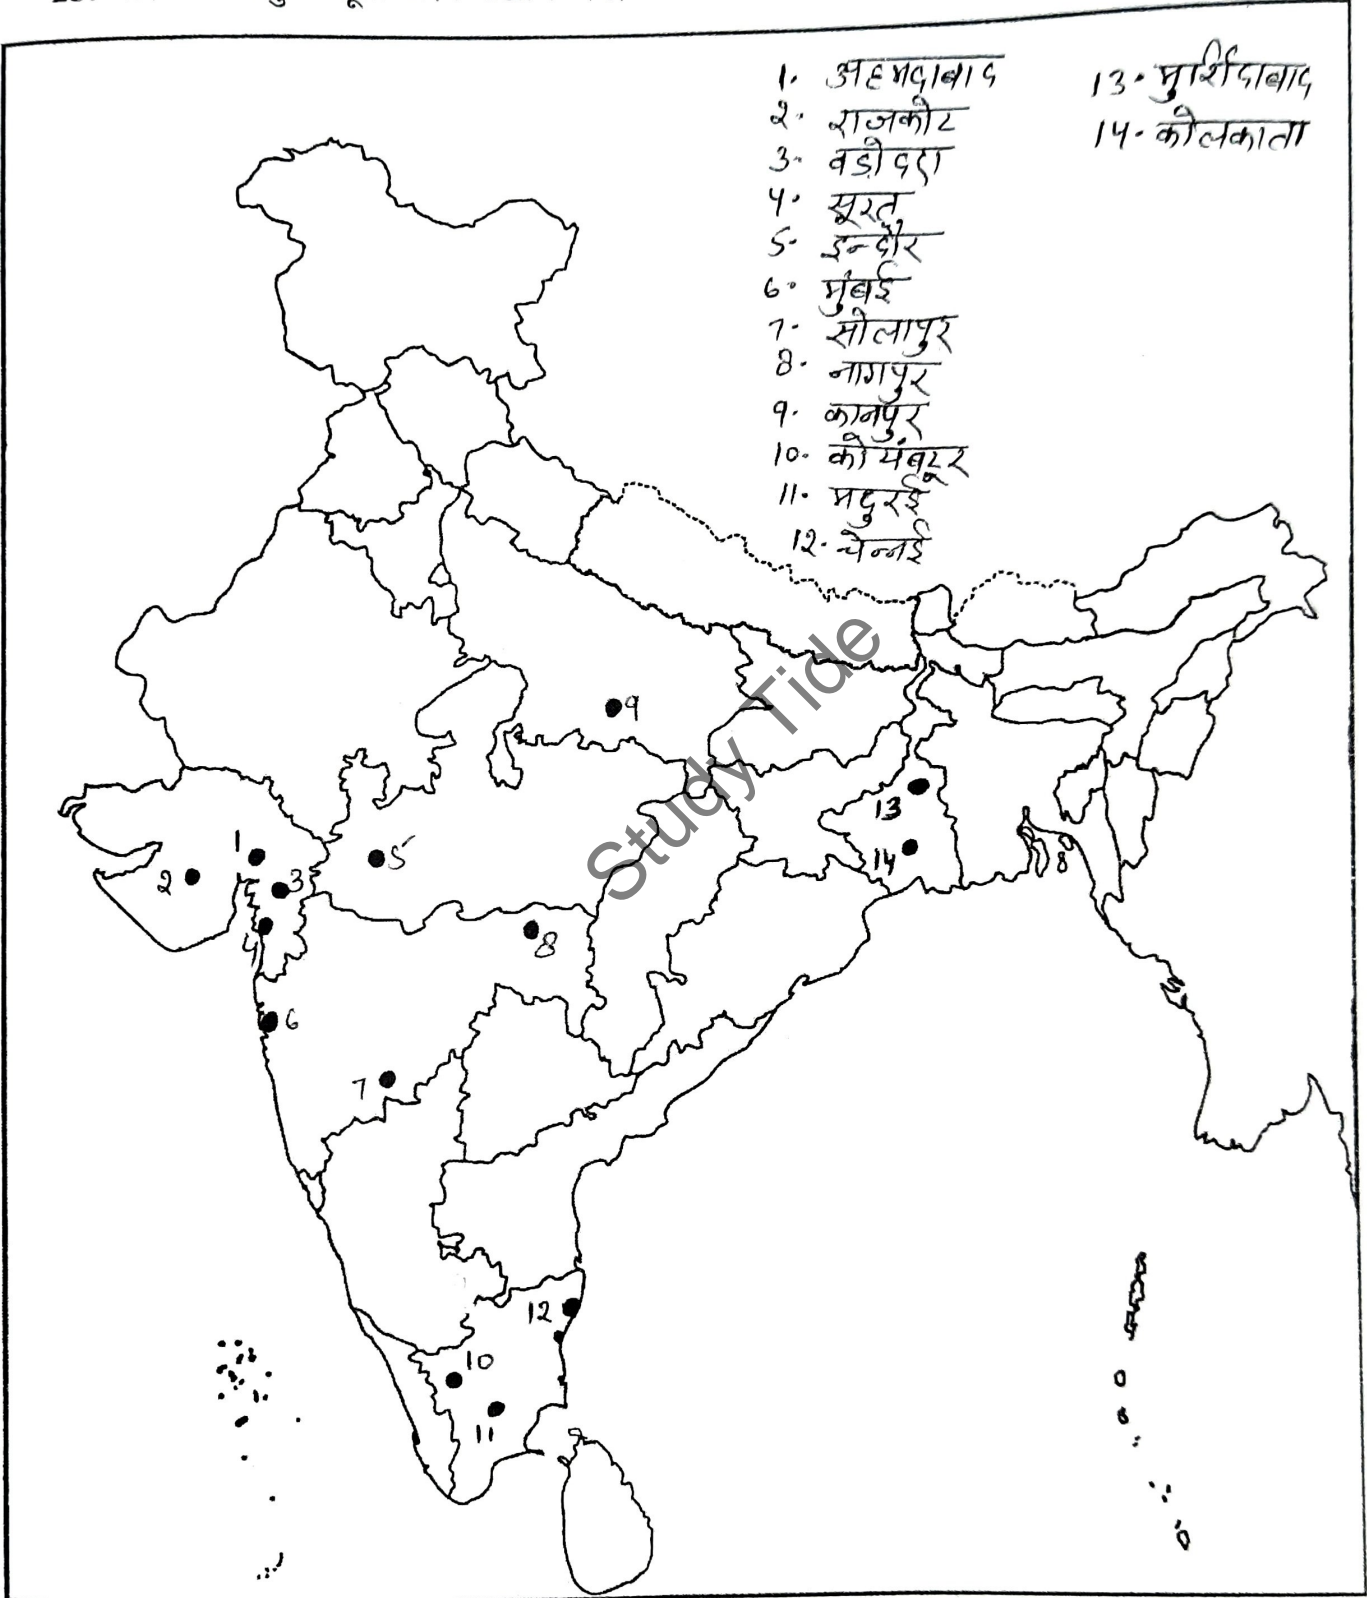 1. अहमदाबाद
2. राजकोट
3. वडोदरा
4. सूरत
5. इन्दौर
6. मुंबई
7. सोलापुर
8. नागपुर
9. कानपुर
10. कोयंबटूर
11. मदुरई
12. चेन्नई
13. मुर्शिदाबाद
14. कोलकाता
9
13
14
1
5
2
3
4
8
6
7
12
10
11
Study Tide